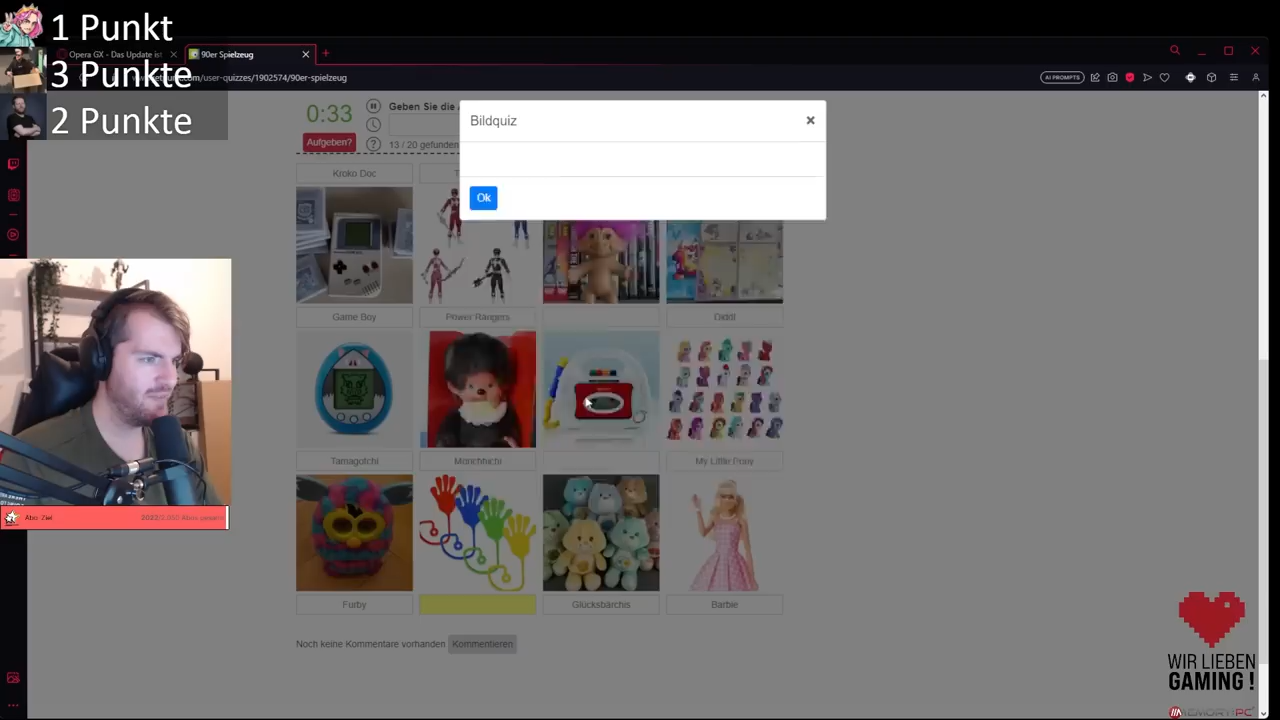 1 Punkt
3 Punkte
2 Punkte
Opera GX - Das Update ist
90er Spielzeug
.com/user-quizzes/1902574/90er-spielzeug
AI PROMPTS
0:33
Geben Sie die
Aufgeben?
13 / 20 gefunden
Bildquiz
Ok
Kroko Doc
Game Boy
Power Rangers
Diddl
Tamagotchi
Monchhichi
My Little Pony
Furby
Glücksbärchis
Barbie
Noch keine Kommentare vorhanden
Kommentieren
Abo Ziel
WIR LIEBEN
GAMING !
MEMORYPC